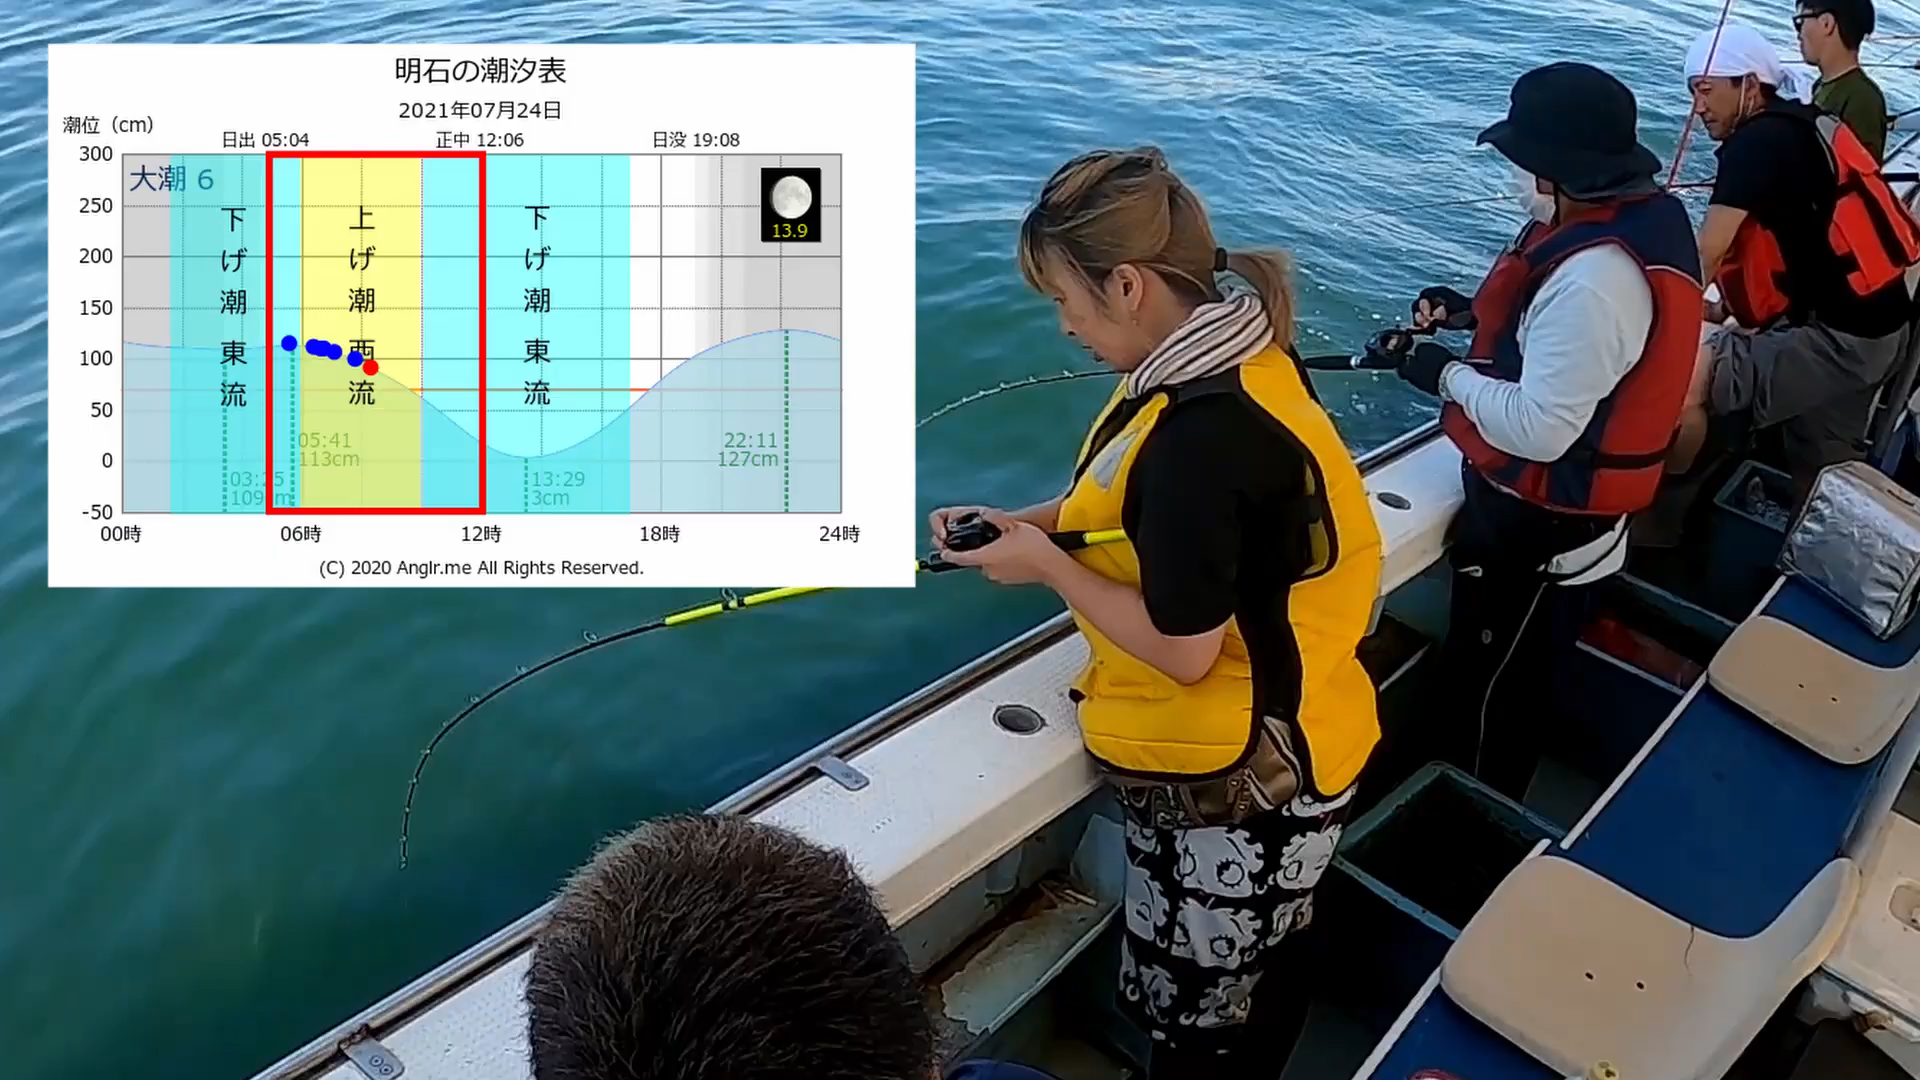 明石の潮汐表
2021年07月24日
潮位（cm）
日出 05:04
正中 12:06
日没 19:08
300
250
200
150
100
50
0
-50
大潮 6
下げ潮 東流
上げ潮 西流
下げ潮 東流
13.9
05:41
113cm
03:25
109cm
13:29
3cm
22:11
127cm
00時 06時 12時 18時 24時
(C) 2020 Anglr.me All Rights Reserved.